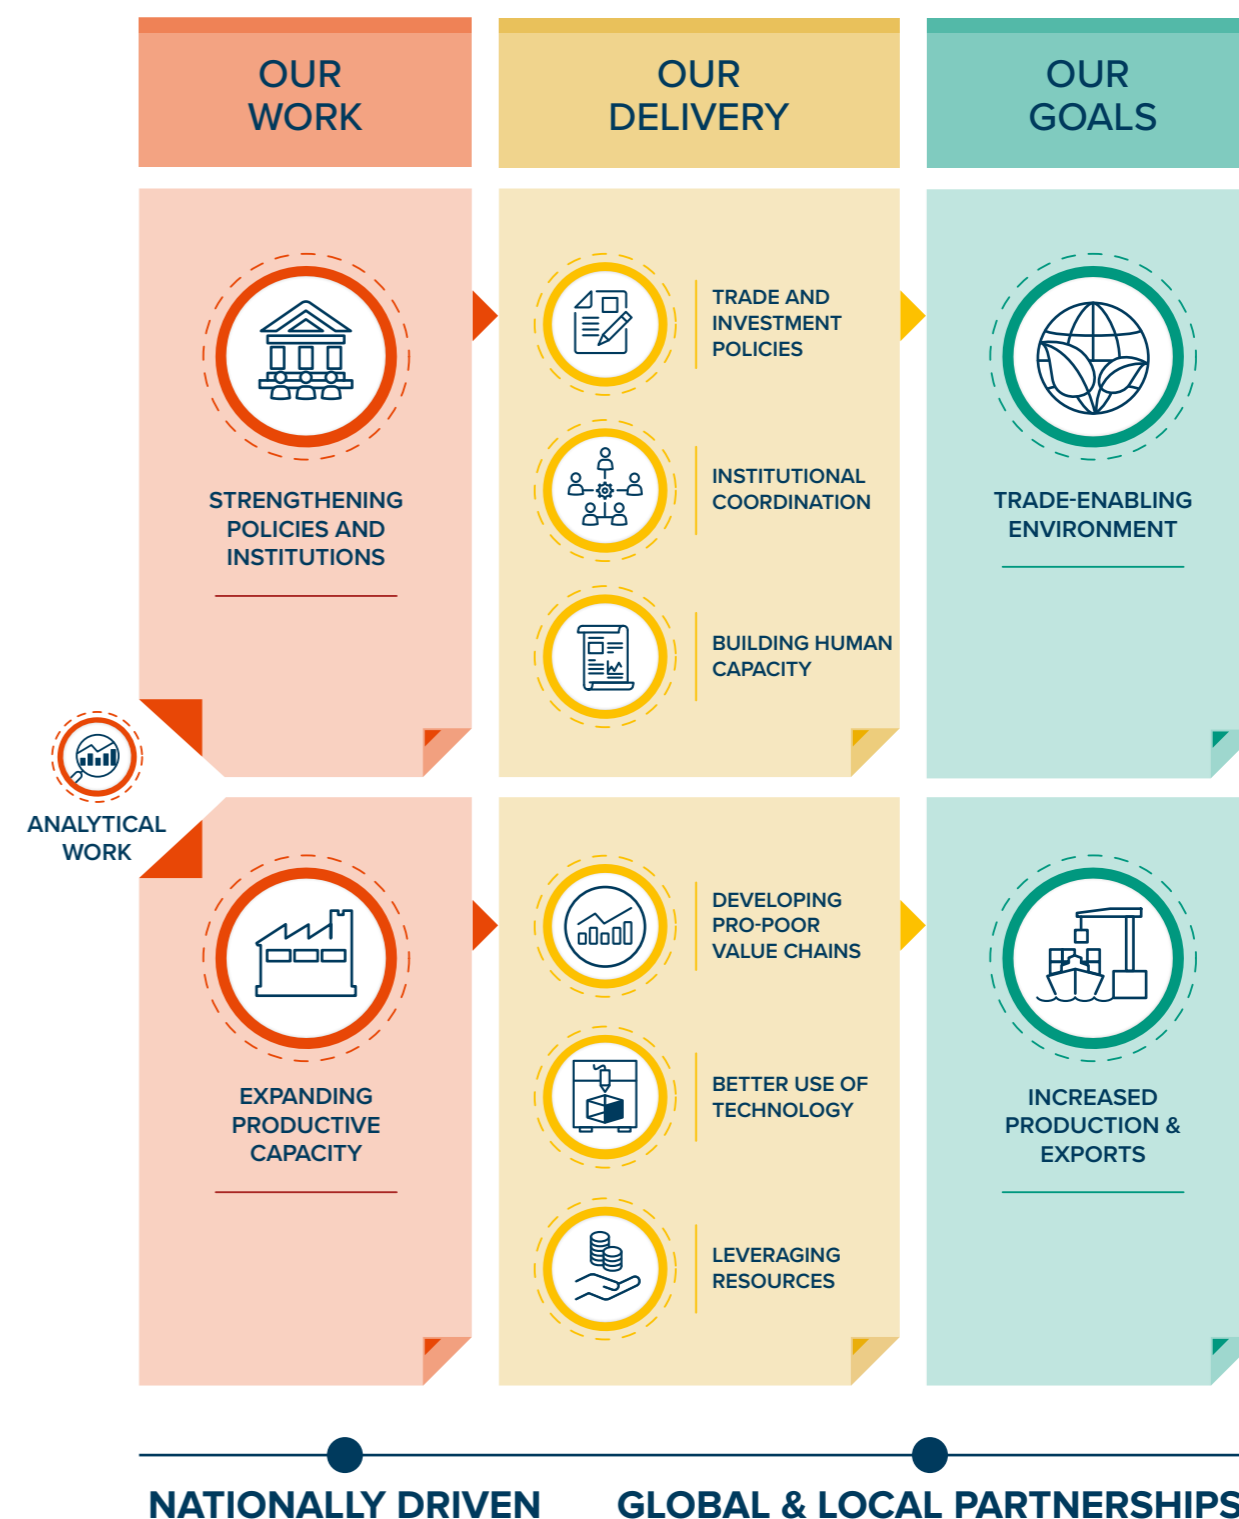 OUR
WORK
OUR
DELIVERY
OUR
GOALS
STRENGTHENING
POLICIES AND
INSTITUTIONS
TRADE AND
INVESTMENT
POLICIES
INSTITUTIONAL
COORDINATION
BUILDING HUMAN
CAPACITY
TRADE-ENABLING
ENVIRONMENT
ANALYTICAL
WORK
EXPANDING
PRODUCTIVE
CAPACITY
DEVELOPING
PRO-POOR
VALUE CHAINS
BETTER USE OF
TECHNOLOGY
LEVERAGING
RESOURCES
INCREASED
PRODUCTION &
EXPORTS
NATIONALLY DRIVEN
GLOBAL & LOCAL PARTNERSHIPS